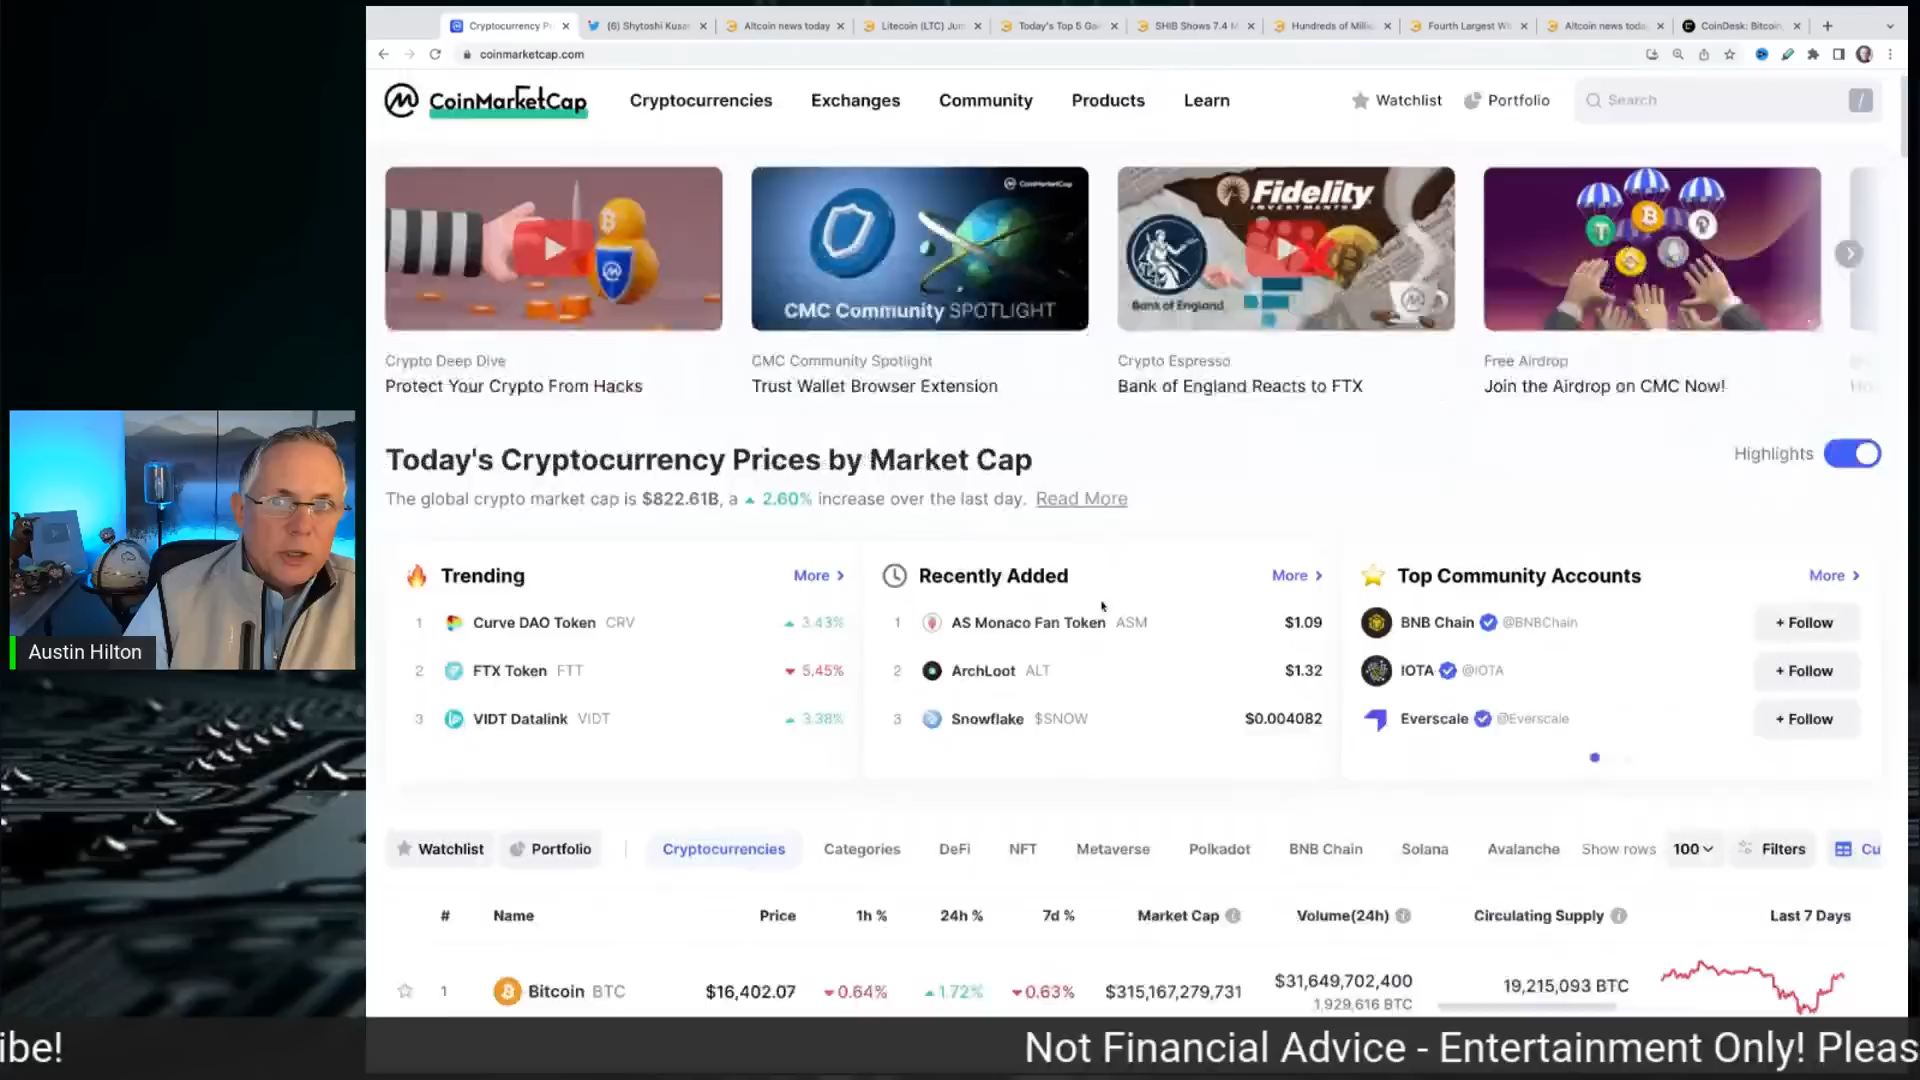 Cryptocurrency Pr
(6) Shytoshi Kusam
Altcoin news today
Litecoin (LTC) Jum
Today's Top 5 Gai
SHIB Shows 7.4 M
Hundreds of Milli
Fourth Largest Wh
Altcoin news toda
CoinDesk: Bitcoin,
coinmarketcap.com
CoinMarketCap
Cryptocurrencies
Exchanges
Community
Products
Learn
Watchlist
Portfolio
Search
/
CoinMarketCap
CMC Community SPOTLIGHT
Fidelity
INVESTMENTS
Bank of England
Crypto Deep Dive
Protect Your Crypto From Hacks
CMC Community Spotlight
Trust Wallet Browser Extension
Crypto Espresso
Bank of England Reacts to FTX
Free Airdrop
Join the Airdrop on CMC Now!
Today's Cryptocurrency Prices by Market Cap
Highlights
The global crypto market cap is $822.61B, a 2.60% increase over the last day. Read More
Trending
More
1 Curve DAO Token CRV 3.43%
2 FTX Token FTT 5.45%
3 VIDT Datalink VIDT 3.38%
Recently Added
More
1 AS Monaco Fan Token ASM $1.09
2 ArchLoot ALT $1.32
3 Snowflake $SNOW $0.004082
Top Community Accounts
More
BNB Chain @BNBChain + Follow
IOTA @IOTA + Follow
Everscale @Everscale + Follow
Austin Hilton
Watchlist Portfolio Cryptocurrencies Categories DeFi NFT Metaverse Polkadot BNB Chain Solana Avalanche Show rows 100 Filters Cu
# Name Price 1h % 24h % 7d % Market Cap Volume(24h) Circulating Supply Last 7 Days
1 Bitcoin BTC $16,402.07 0.64% 1.72% 0.63% $315,167,279,731 $31,649,702,400 19,215,093 BTC
1,929,616 BTC
ibe! Not Financial Advice - Entertainment Only! Pleas